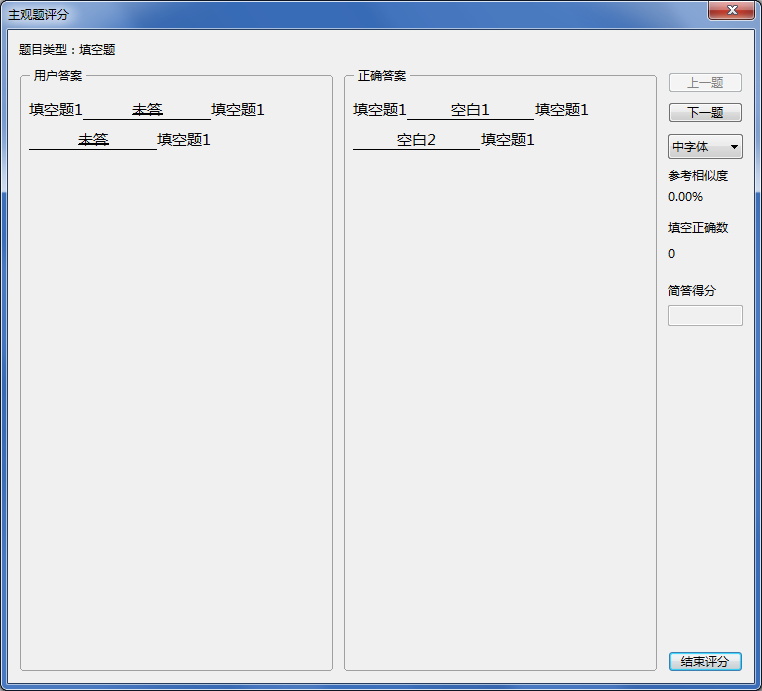 主观题评分
题目类型：填空题
用户答案
填空题1 未答 填空题1
未答 填空题1
正确答案
填空题1 空白1 填空题1
空白2 填空题1
上一题
下一题
中字体
参考相似度
0.00%
填空正确数
0
简答得分
结束评分